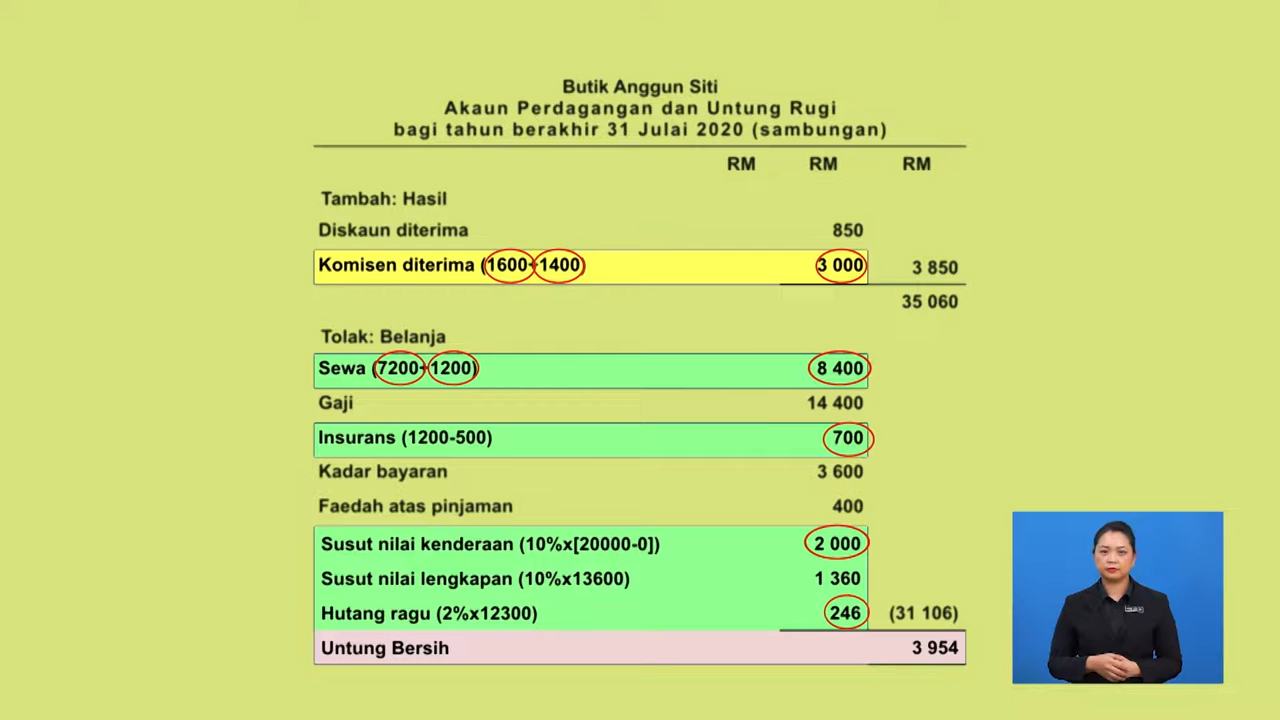 Butik Anggun Siti
Akaun Perdagangan dan Untung Rugi
bagi tahun berakhir 31 Julai 2020 (sambungan)
RM RM RM
Tambah: Hasil
Diskaun diterima 850
Komisen diterima (1600+1400) 3 000 3 850
35 060
Tolak: Belanja
Sewa (7200+1200) 8 400
Gaji 14 400
Insurans (1200-500) 700
Kadar bayaran 3 600
Faedah atas pinjaman 400
Susut nilai kenderaan (10%x[20000-0]) 2 000
Susut nilai lengkapan (10%x13600) 1 360
Hutang ragu (2%x12300) 246 (31 106)
Untung Bersih 3 954